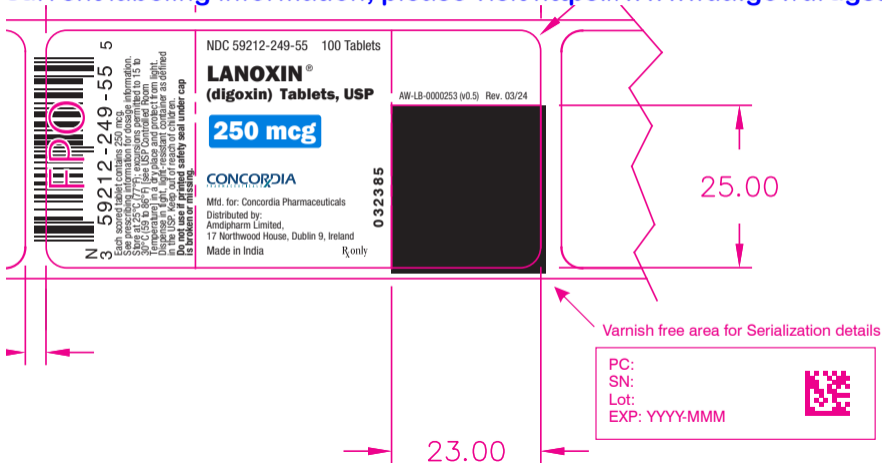 NDC 59212-249-55 100 Tablets
LANOXIN®
(digoxin) Tablets, USP
250 mcg
CONCORDIA
Mfd. for: Concordia Pharmaceuticals
Distributed by:
Amdipharm Limited,
17 Northwood House, Dublin 9, Ireland
Made in India
Rx only
EPO
N
3 59212-249-55 5
Each scored tablet contains 250 mcg.
See prescribing information for dosage information.
Store at 25°C (77°F); excursions permitted to 15 to
30°C (59 to 86°F) [see USP Controlled Room
Temperature] in a dry place and protect from light.
Dispense in tight, light-resistant container as defined
in the USP. Keep out of reach of children.
Do not use if printed safety seal under cap
is broken or missing.
032385
AW-LB-0000253 (v0.5) Rev. 03/24
25.00
Varnish free area for Serialization details
PC:
SN:
Lot:
EXP: YYYY-MMM
23.00